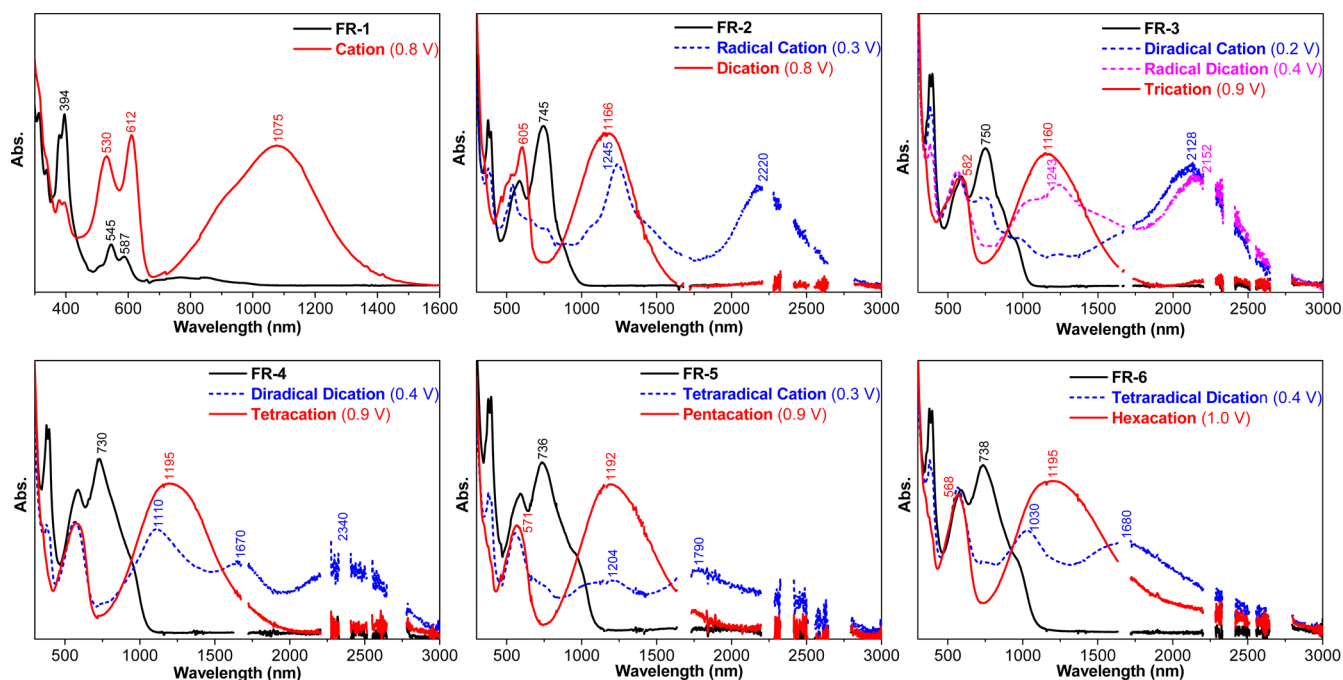 FR-1
Cation (0.8 V)
394
530
612
545
587
1075
Abs.
400 600 800 1000 1200 1400 1600
Wavelength (nm)
FR-2
Radical Cation (0.3 V)
Dication (0.8 V)
605
745
1166
1245
2220
Abs.
500 1000 1500 2000 2500 3000
Wavelength (nm)
FR-3
Diradical Cation (0.2 V)
Radical Dication (0.4 V)
Trication (0.9 V)
582
750
1160
1243
2128
2152
Abs.
500 1000 1500 2000 2500 3000
Wavelength (nm)
FR-4
Diradical Dication (0.4 V)
Tetracation (0.9 V)
730
1110
1195
1670
2340
Abs.
500 1000 1500 2000 2500 3000
Wavelength (nm)
FR-5
Tetraradical Cation (0.3 V)
Pentacation (0.9 V)
571
736
1192
1204
1790
Abs.
500 1000 1500 2000 2500 3000
Wavelength (nm)
FR-6
Tetraradical Dication (0.4 V)
Hexacation (1.0 V)
568
738
1030
1195
1680
Abs.
500 1000 1500 2000 2500 3000
Wavelength (nm)